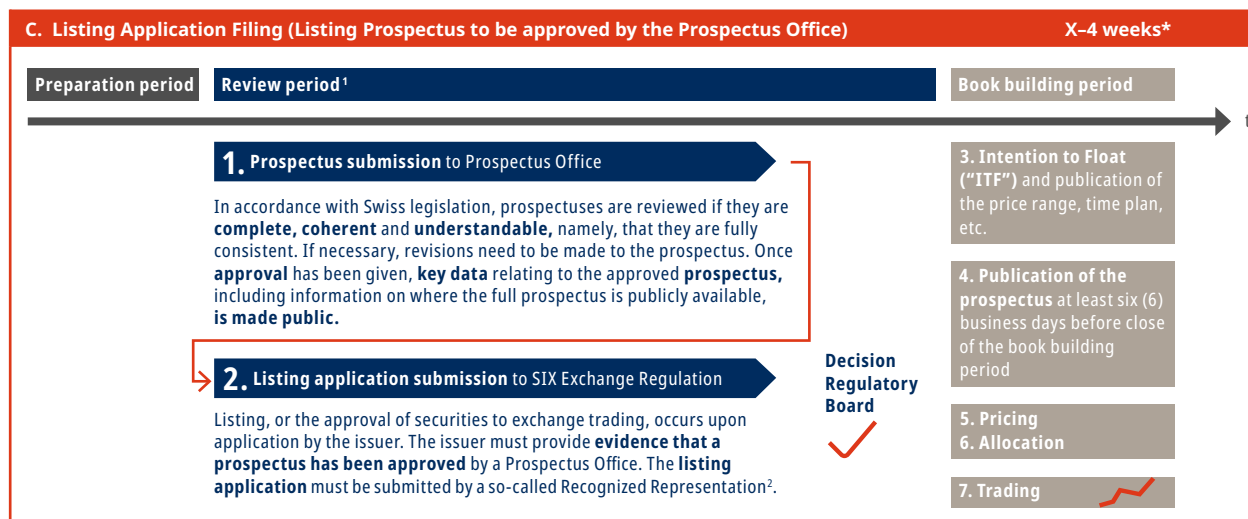 C. Listing Application Filing (Listing Prospectus to be approved by the Prospectus Office) X–4 weeks*
Preparation period
Review period¹
Book building period
t
1. Prospectus submission to Prospectus Office
In accordance with Swiss legislation, prospectuses are reviewed if they are
complete, coherent and understandable, namely, that they are fully
consistent. If necessary, revisions need to be made to the prospectus. Once
approval has been given, key data relating to the approved prospectus,
including information on where the full prospectus is publicly available,
is made public.
2. Listing application submission to SIX Exchange Regulation
Listing, or the approval of securities to exchange trading, occurs upon
application by the issuer. The issuer must provide evidence that a
prospectus has been approved by a Prospectus Office. The listing
application must be submitted by a so-called Recognized Representation².
Decision
Regulatory
Board
3. Intention to Float
(“ITF”) and publication of
the price range, time plan,
etc.
4. Publication of the
prospectus at least six (6)
business days before close
of the book building
period
5. Pricing
6. Allocation
7. Trading